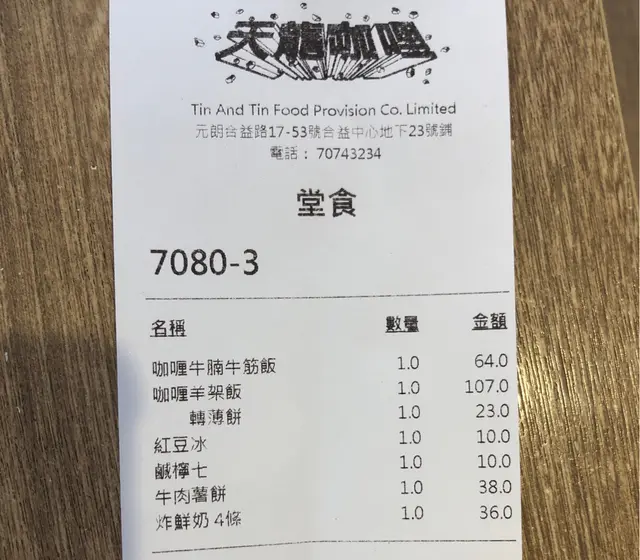 天龍咖哩
Tin And Tin Food Provision Co. Limited
元朗合益路17-53號合益中心地下23號鋪
電話： 70743234
堂食
7080-3
名稱 數量 金額
咖喱牛腩牛筋飯 1.0 64.0
咖喱羊架飯 1.0 107.0
轉薄餅 1.0 23.0
紅豆冰 1.0 10.0
鹹檸七 1.0 10.0
牛肉薯餅 1.0 38.0
炸鮮奶 4條 1.0 36.0